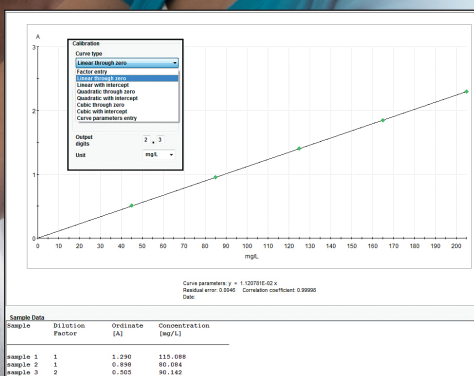 A
3
2
1
0
Calibration
Curve type
Linear through zero
Factor entry
Linear through zero
Linear with intercept
Quadratic through zero
Quadratic with intercept
Cubic through zero
Cubic with intercept
Curve parameters entry
Output digits 2 . 3
Unit mg/L
0 10 20 30 40 50 60 70 80 90 100 110 120 130 140 150 160 170 180 190 200
mg/L
Curve parameters: y = 1.120781E-02 x
Residual error: 0.0046 Correlation coefficient: 0.99998
Date:
Sample Data
Sample Dilution Factor Ordinate [A] Concentration [mg/L]
sample 1 1 1.290 115.088
sample 2 1 0.898 80.084
sample 3 2 0.505 90.142